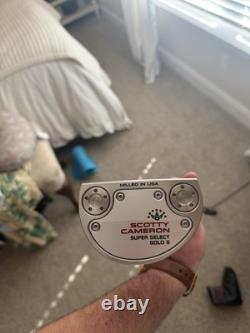 MILLED IN USA
SCOTTY
CAMERON
SUPER SELECT
GOLO 6